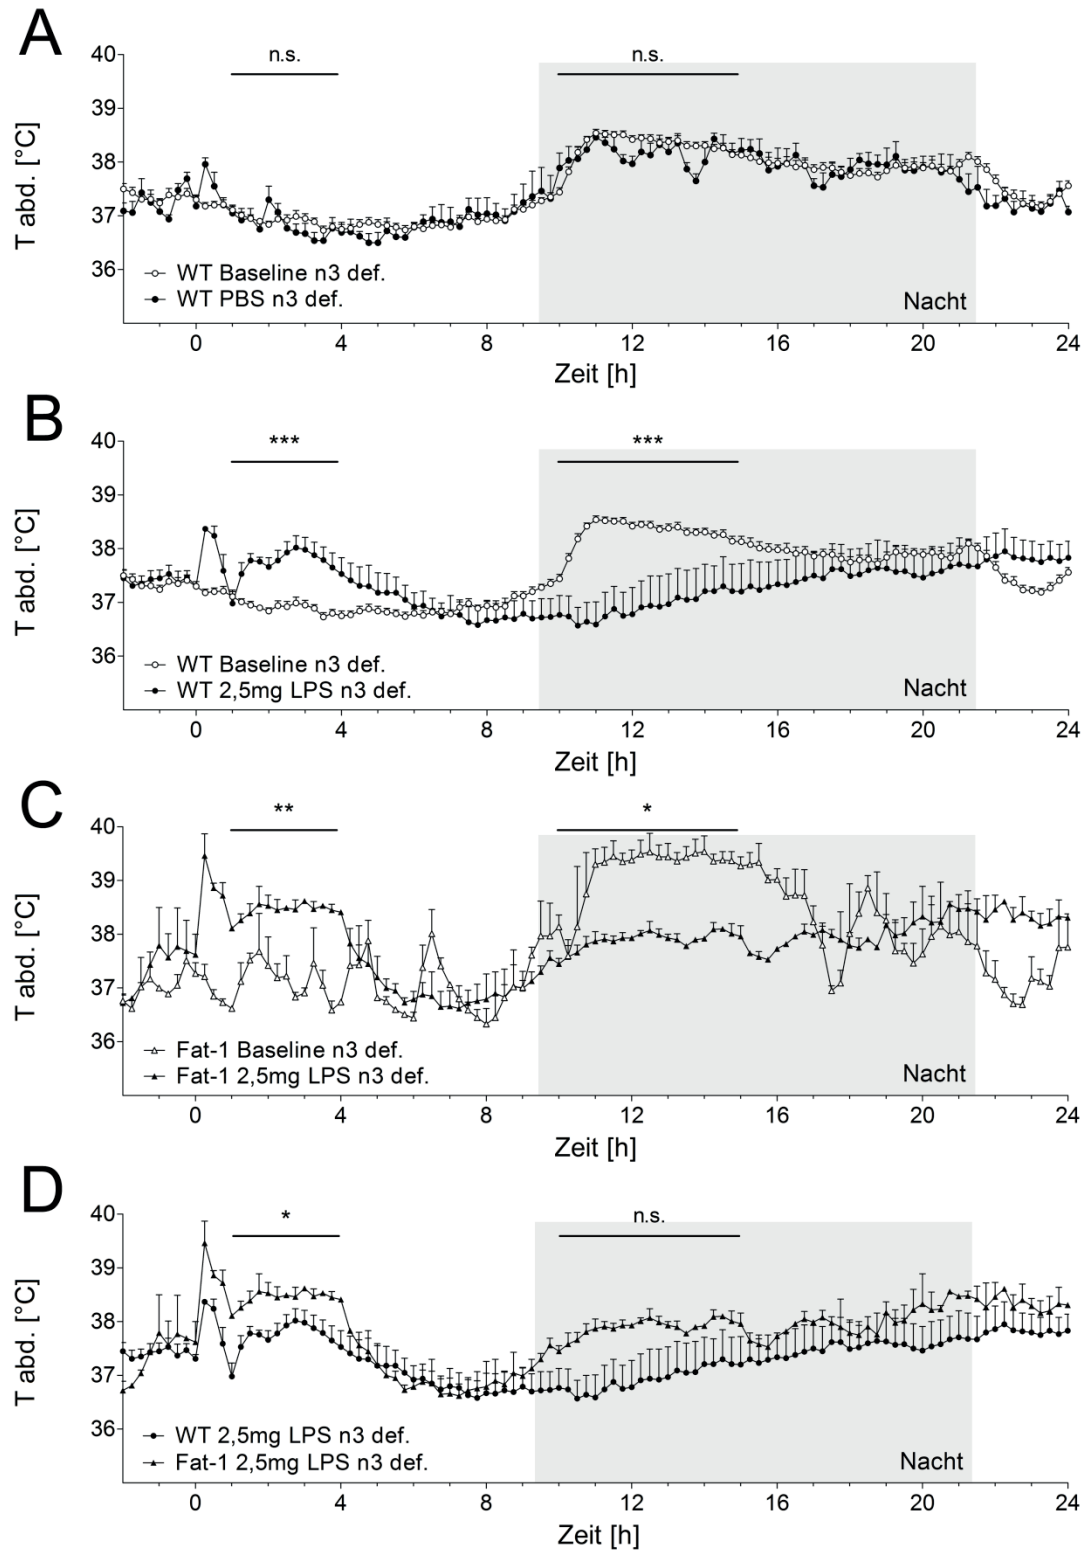 A
n.s.
n.s.
40
39
38
37
36
T abd. [°C]
WT Baseline n3 def.
WT PBS n3 def.
Nacht
0 4 8 12 16 20 24
Zeit [h]
B
***
***
40
39
38
37
36
T abd. [°C]
WT Baseline n3 def.
WT 2,5mg LPS n3 def.
Nacht
0 4 8 12 16 20 24
Zeit [h]
C
**
*
40
39
38
37
36
T abd. [°C]
Fat-1 Baseline n3 def.
Fat-1 2,5mg LPS n3 def.
Nacht
0 4 8 12 16 20 24
Zeit [h]
D
*
n.s.
40
39
38
37
36
T abd. [°C]
WT 2,5mg LPS n3 def.
Fat-1 2,5mg LPS n3 def.
Nacht
0 4 8 12 16 20 24
Zeit [h]